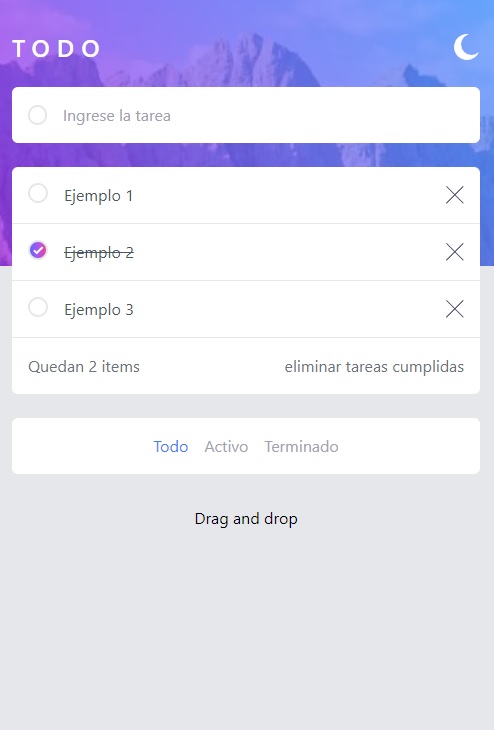 TODO
Ingrese la tarea
Ejemplo 1
Ejemplo 2
Ejemplo 3
Quedan 2 items eliminar tareas cumplidas
Todo Activo Terminado
Drag and drop